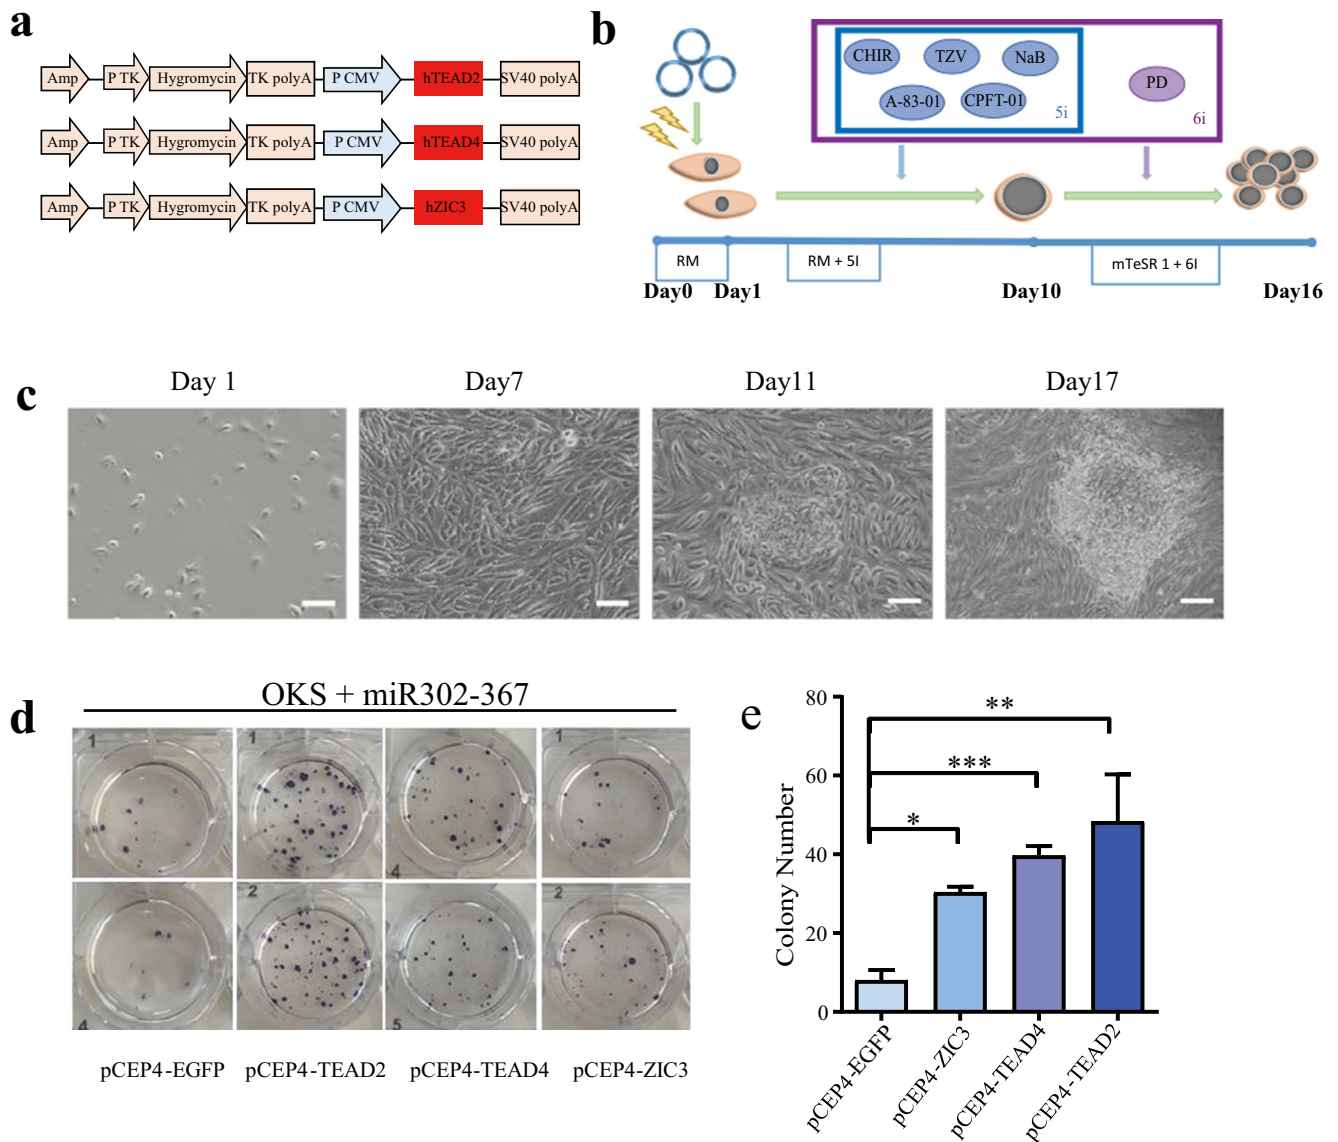 a
Amp P TK Hygromycin TK polyA P CMV hTEAD2 SV40 polyA
Amp P TK Hygromycin TK polyA P CMV hTEAD4 SV40 polyA
Amp P TK Hygromycin TK polyA P CMV hZIC3 SV40 polyA
b
CHIR TZV NaB
A-83-01 CPFT-01
5i
PD
6i
RM RM + 5I mTeSR 1 + 6I
Day0 Day1 Day10 Day16
c
Day 1 Day7 Day11 Day17
d
OKS + miR302-367
1 1 1
4
2 2
4 5
pCEP4-EGFP pCEP4-TEAD2 pCEP4-TEAD4 pCEP4-ZIC3
e
Colony Number
80
60
40
20
0
**
***
*
pCEP4-EGFP
pCEP4-ZIC3
pCEP4-TEAD4
pCEP4-TEAD2